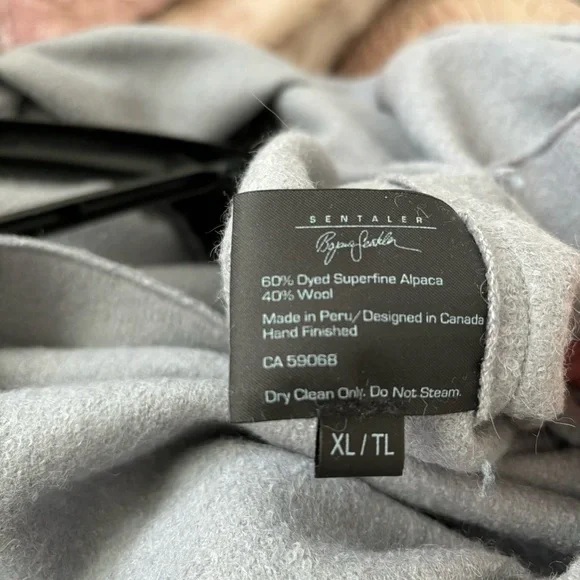 SENTALER
60% Dyed Superfine Alpaca
40% Wool
Made in Peru/Designed in Canada
Hand Finished
CA 59068
Dry Clean Only. Do Not Steam.
XL/TL